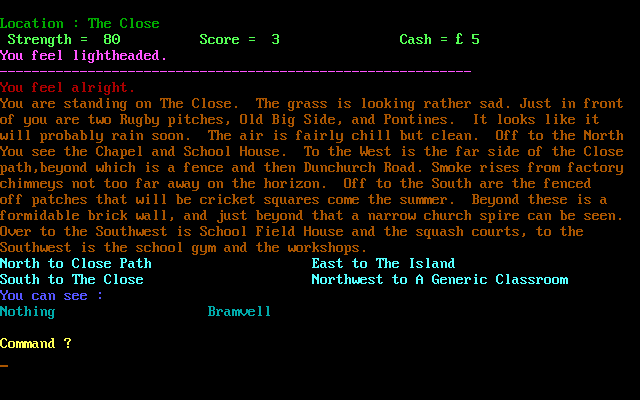 Location : The Close
Strength =  80          Score =  3               Cash = £ 5
You feel lightheaded.
-----------------------------------------------------------
You feel alright.
You are standing on The Close.  The grass is looking rather sad. Just in front
of you are two Rugby pitches, Old Big Side, and Pontines.  It looks like it
will probably rain soon.  The air is fairly chill but clean.  Off to the North
You see the Chapel and School House.  To the West is the far side of the Close
path,beyond which is a fence and then Dunchurch Road. Smoke rises from factory
chimneys not too far away on the horizon.  Off to the South are the fenced
off patches that will be cricket squares come the summer.  Beyond these is a
formidable brick wall, and just beyond that a narrow church spire can be seen.
Over to the Southwest is School Field House and the squash courts, to the
Southwest is the school gym and the workshops.
North to Close Path                    East to The Island
South to The Close                     Northwest to A Generic Classroom
You can see :
Nothing                   Bramvell
Command ?
_